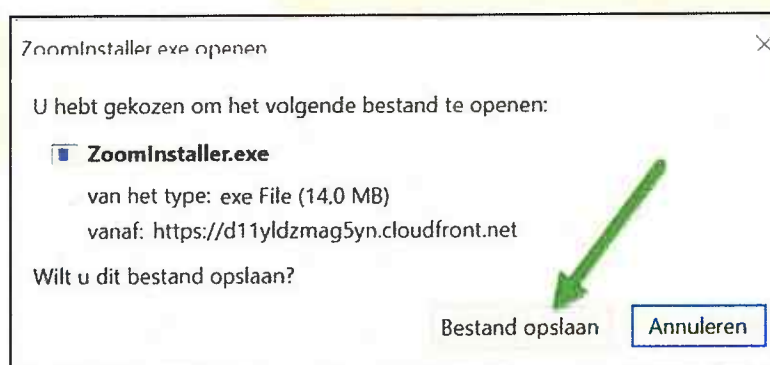 ZoomInstaller exe openen
U hebt gekozen om het volgende bestand te openen:
ZoomInstaller.exe
van het type: exe File (14.0 MB)
vanaf: https://d11yldzmag5yn.cloudfront.net
Wilt u dit bestand opslaan?
Bestand opslaan Annuleren